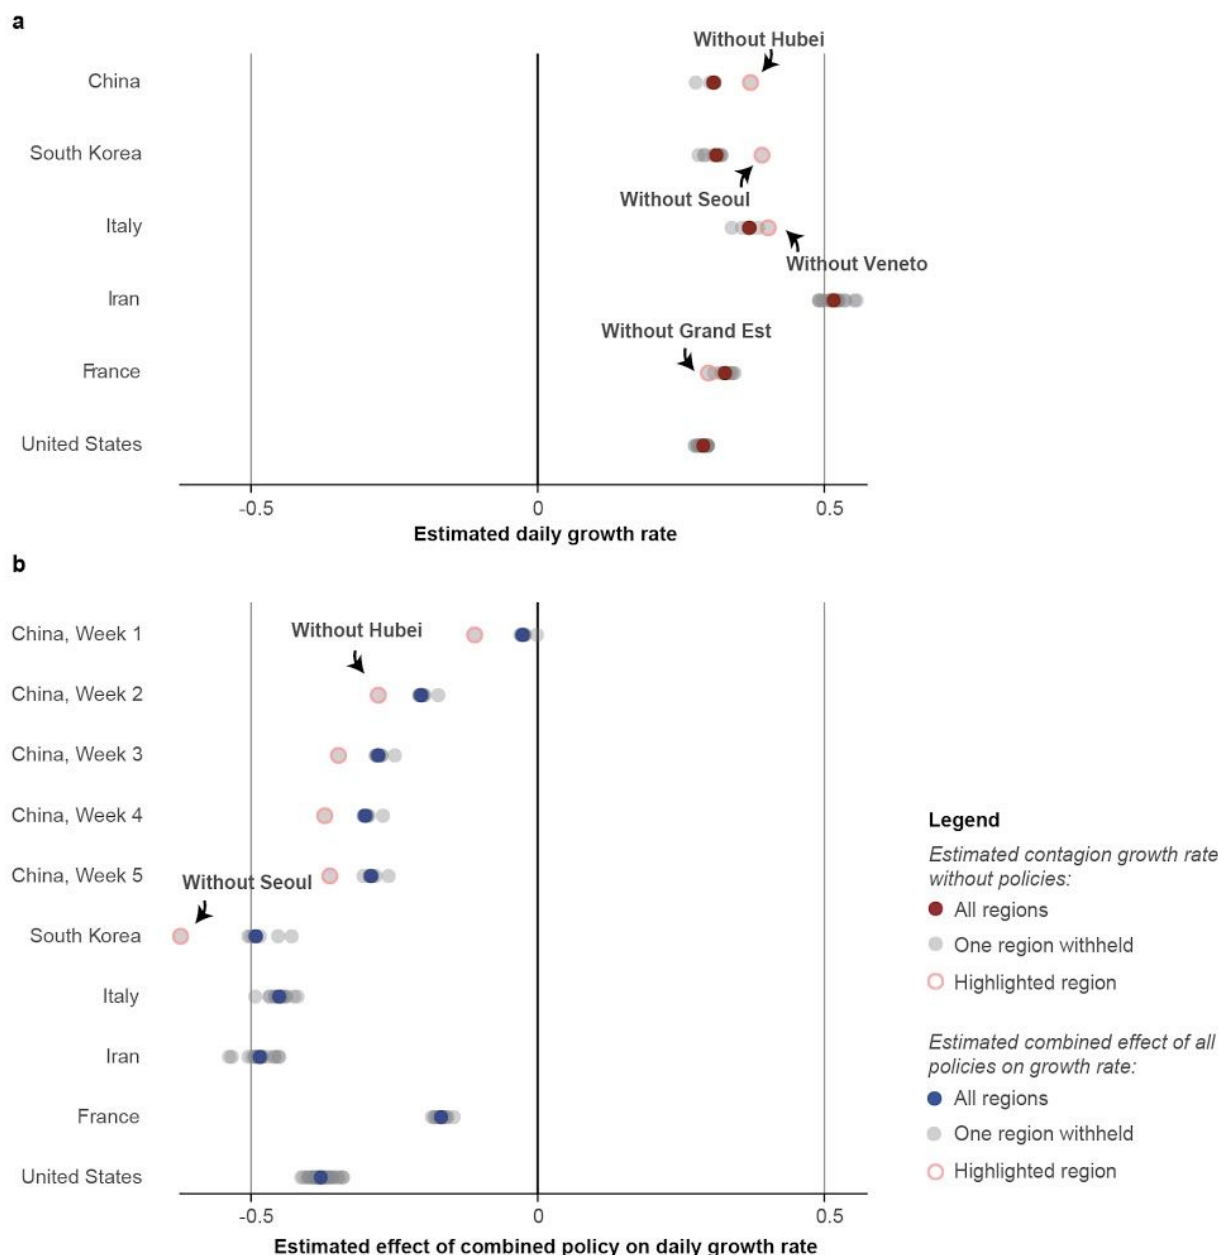 a
Without Hubei
China
South Korea
Without Seoul
Italy
Without Veneto
Iran
Without Grand Est
France
United States
-0.5 0 0.5
Estimated daily growth rate
b
China, Week 1
Without Hubei
China, Week 2
China, Week 3
China, Week 4
China, Week 5
Without Seoul
South Korea
Italy
Iran
France
United States
-0.5 0 0.5
Estimated effect of combined policy on daily growth rate
Legend
Estimated contagion growth rate
without policies:
All regions
One region withheld
Highlighted region
Estimated combined effect of all
policies on growth rate:
All regions
One region withheld
Highlighted region